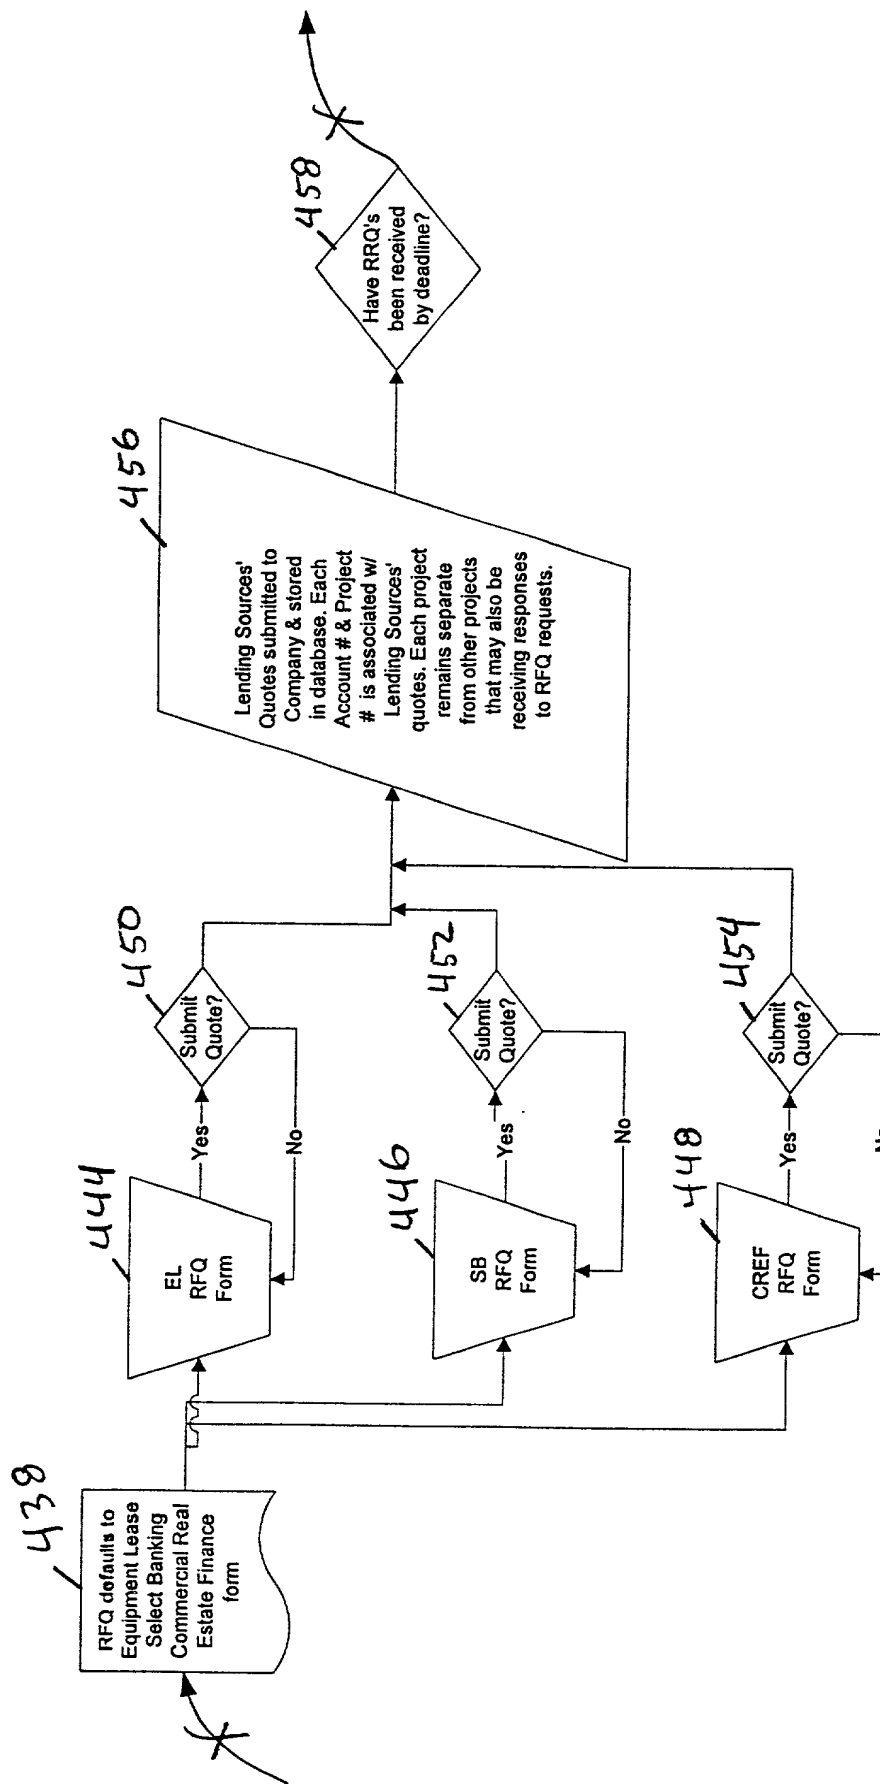 438
RFQ defaults to
Equipment Lease
Select Banking
Commercial Real
Estate Finance
form
444
EL
RFQ
Form
Yes
No
450
Submit
Quote?
446
SB
RFQ
Form
Yes
No
452
Submit
Quote?
448
CREF
RFQ
Form
Yes
454
Submit
Quote?
456
Lending Sources'
Quotes submitted to
Company & stored
in database. Each
Account # & Project
# is associated w/
Lending Sources'
quotes. Each project
remains separate
from other projects
that may also be
receiving responses
to RFQ requests.
458
Have RRQ's
been received
by deadline?